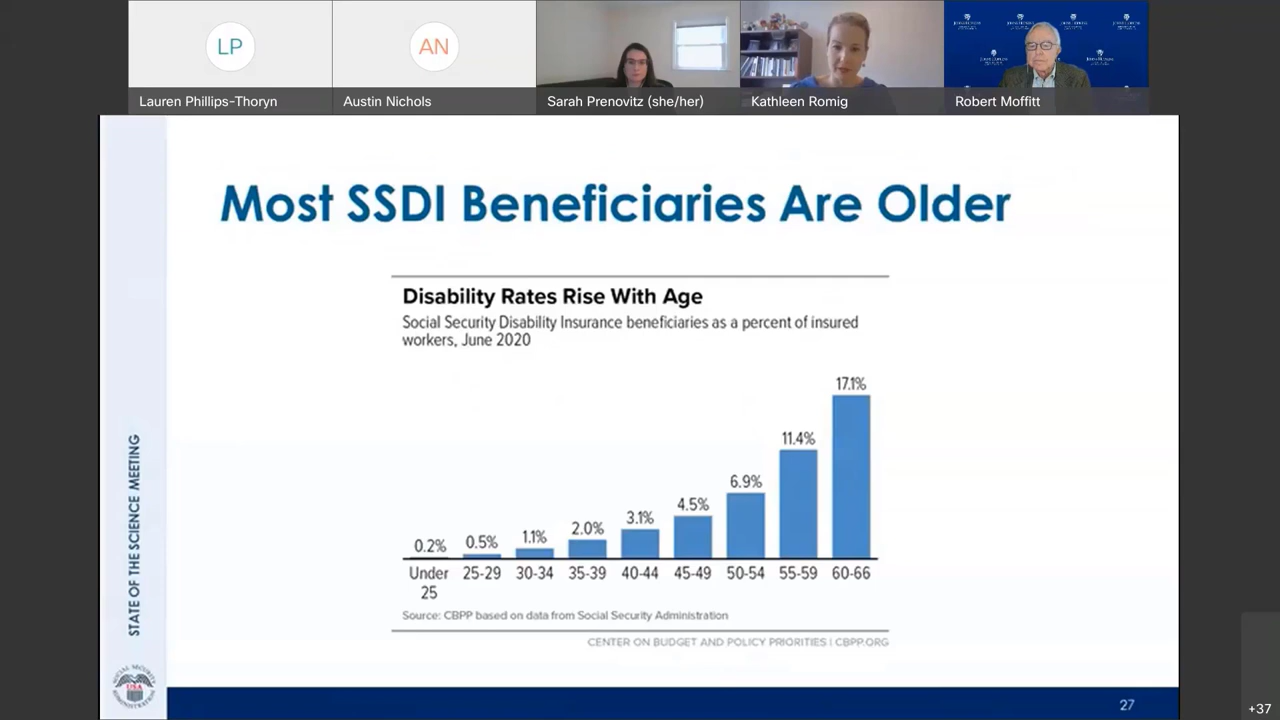 LP
AN
Lauren Phillips-Thoryn
Austin Nichols
Sarah Prenovitz (she/her)
Kathleen Romig
Robert Moffitt
Most SSDI Beneficiaries Are Older
Disability Rates Rise With Age
Social Security Disability Insurance beneficiaries as a percent of insured
workers, June 2020
0.2%
0.5%
1.1%
2.0%
3.1%
4.5%
6.9%
11.4%
17.1%
Under
25
25-29
30-34
35-39
40-44
45-49
50-54
55-59
60-66
Source: CBPP based on data from Social Security Administration
CENTER ON BUDGET AND POLICY PRIORITIES | CBPP.ORG
STATE OF THE SCIENCE MEETING
SOCIAL SECURITY
USA
ADMINISTRATION
27
+37